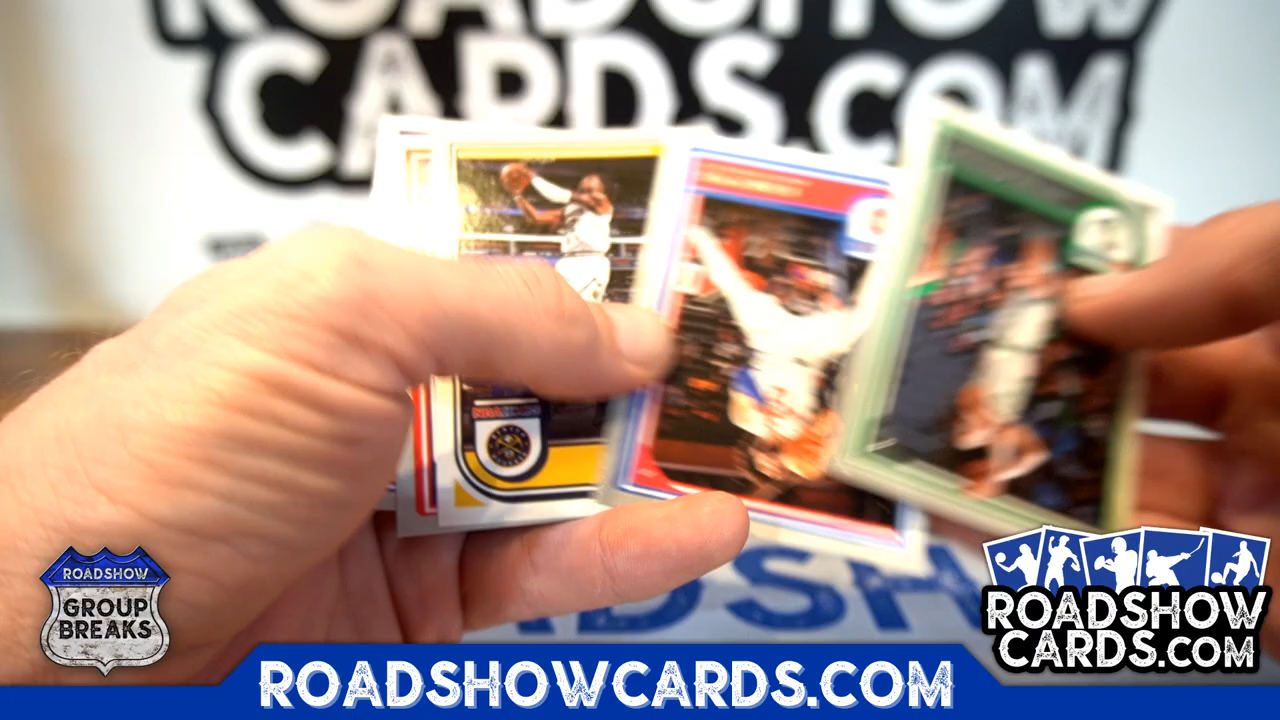 ROADSHOW
CARDS.COM
NBA
ROADSHOW
GROUP
BREAKS
ROADSHOW
CARDS.COM
ROADSHOWCARDS.COM